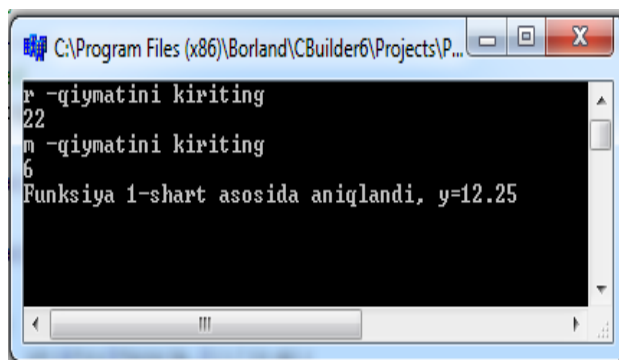 C:\Program Files (x86)\Borland\CBuilder6\Projects\P...
r -qiymatini kiriting
22
m -qiymatini kiriting
6
Funksiya 1-shart asosida aniqlandi, y=12.25